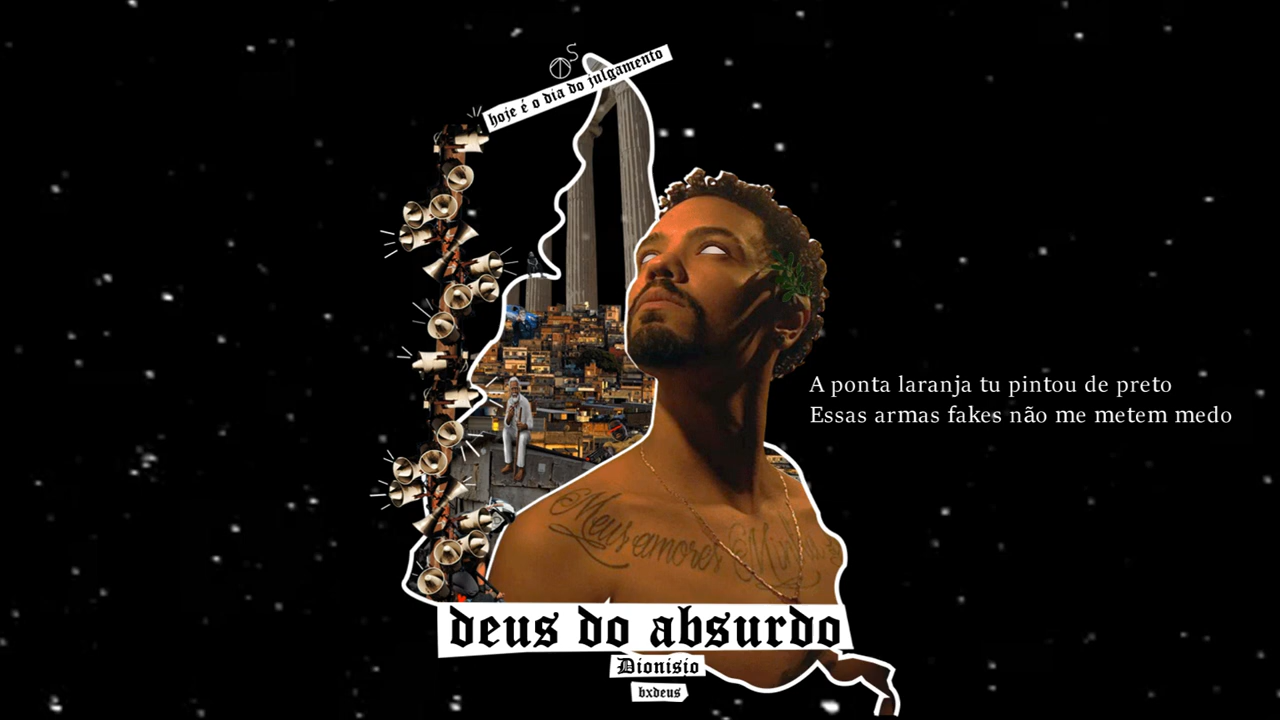 hoje é o dia do julgamento
A ponta laranja tu pintou de preto
Essas armas fakes não me metem medo
Meus amores
deus do absurdo
Dionisio
bxdeus